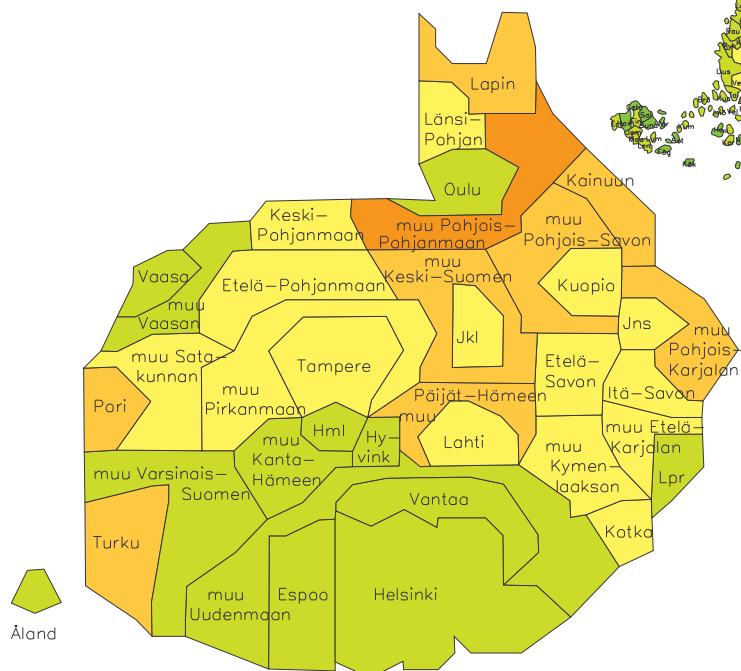 Lapin
Länsi–
Pohjan
Oulu
Kainuun
Keski–
Pohjanmaan
muu Pohjois–
Pohjanmaan
muu
Pohjois–Savon
Vaasa
muu
Vaasan
Etelä–Pohjanmaan
muu
Keski–Suomen
Kuopio
Jkl
Jns
muu
Pohjois–
Karjalan
muu Sata–
kunnan
Tampere
Etelä–
Savon
Itä–Savon
Pori
muu
Pirkanmaan
Päijät–Hämeen
muu
Lahti
Hml
Hy–
vink
muu
Kanta–
Hämeen
muu
Kymen–
laakson
muu Etelä–
Karjalan
Lpr
muu Varsinais–
Suomen
Vantaa
Kotka
Turku
muu
Uudenmaan
Espoo
Helsinki
Åland